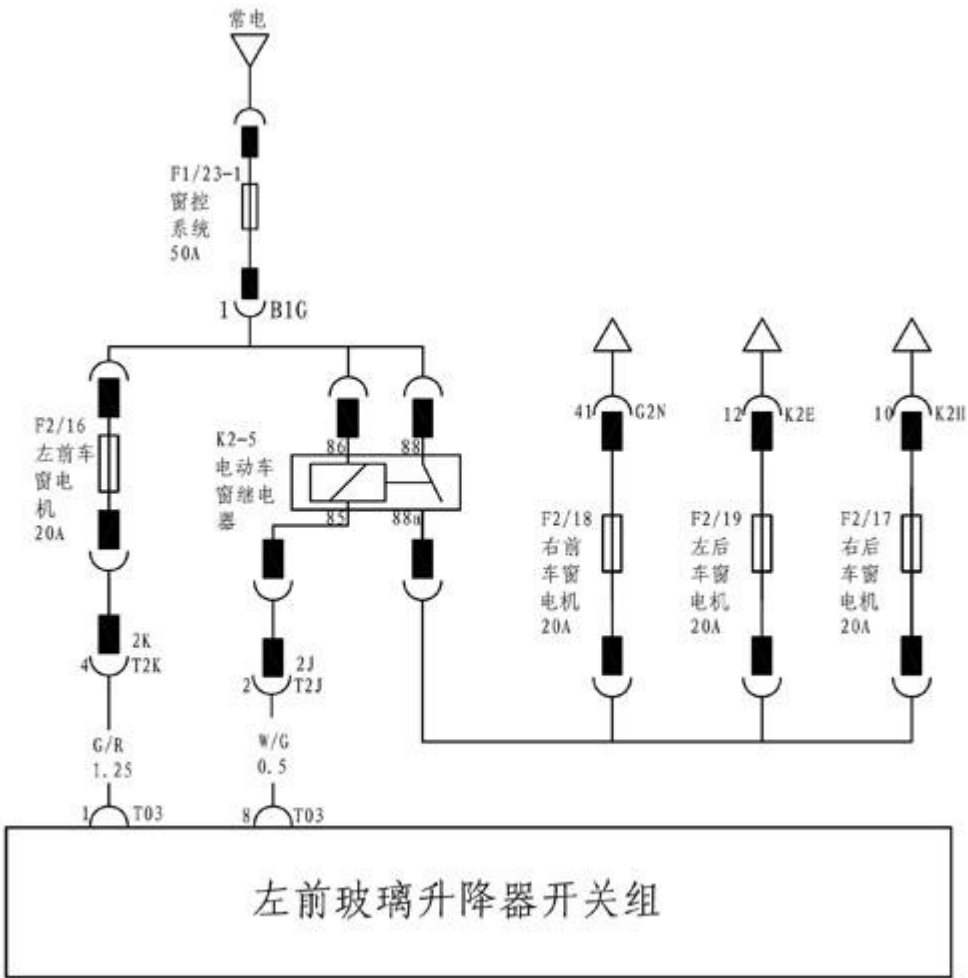 常电
F1/23-1
窗控
系统
50A
1 B1G
F2/16
左前车
窗电
机
20A
K2-5
电动车
窗继电
器
86 88
85 88a
41 G2N
12 K2E
10 K2H
F2/18
右前
车窗
电机
20A
F2/19
左后
车窗
电机
20A
F2/17
右后
车窗
电机
20A
2K
4 T2K
2J
2 T2J
G/R
1.25
W/G
0.5
1 T03
8 T03
左前玻璃升降器开关组